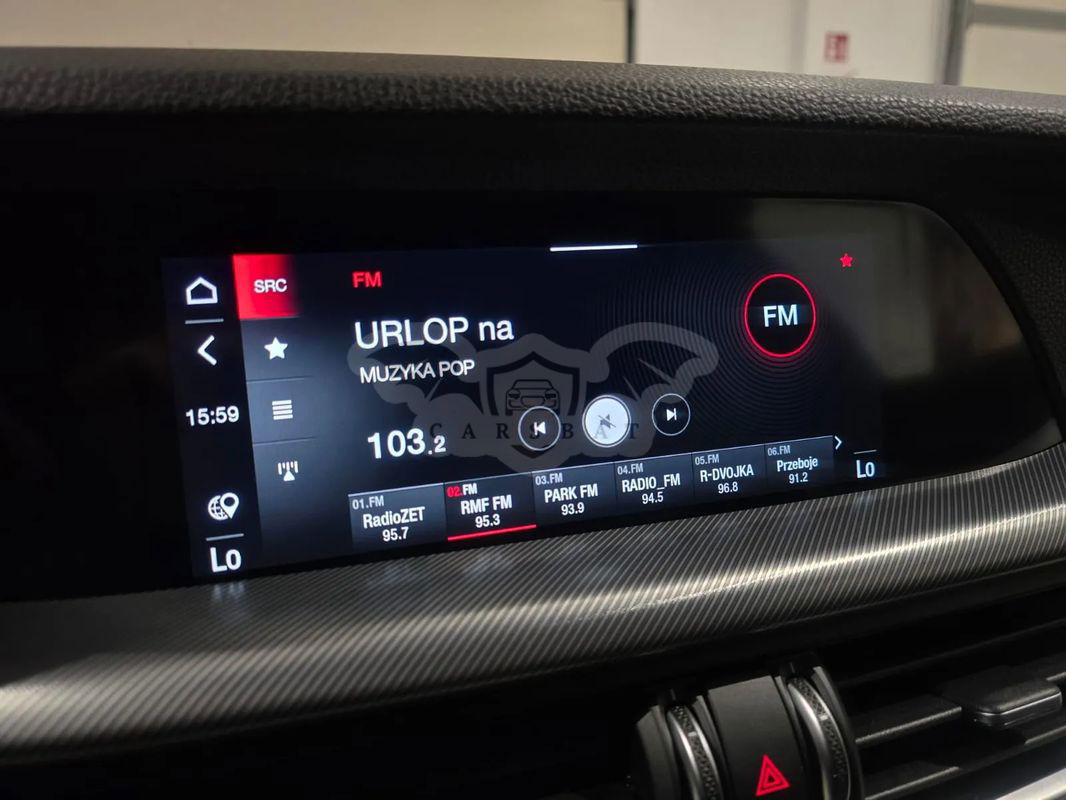 SRC
FM
FM
URLOP na
MUZYKA POP
15:59
103.2
CARSBAT
01.FM
RadioZET
95.7
02.FM
RMF FM
95.3
03.FM
PARK FM
93.9
04.FM
RADIO_FM
94.5
05.FM
R-DVOJKA
96.8
06.FM
Przeboje
91.2
Lo
Lo